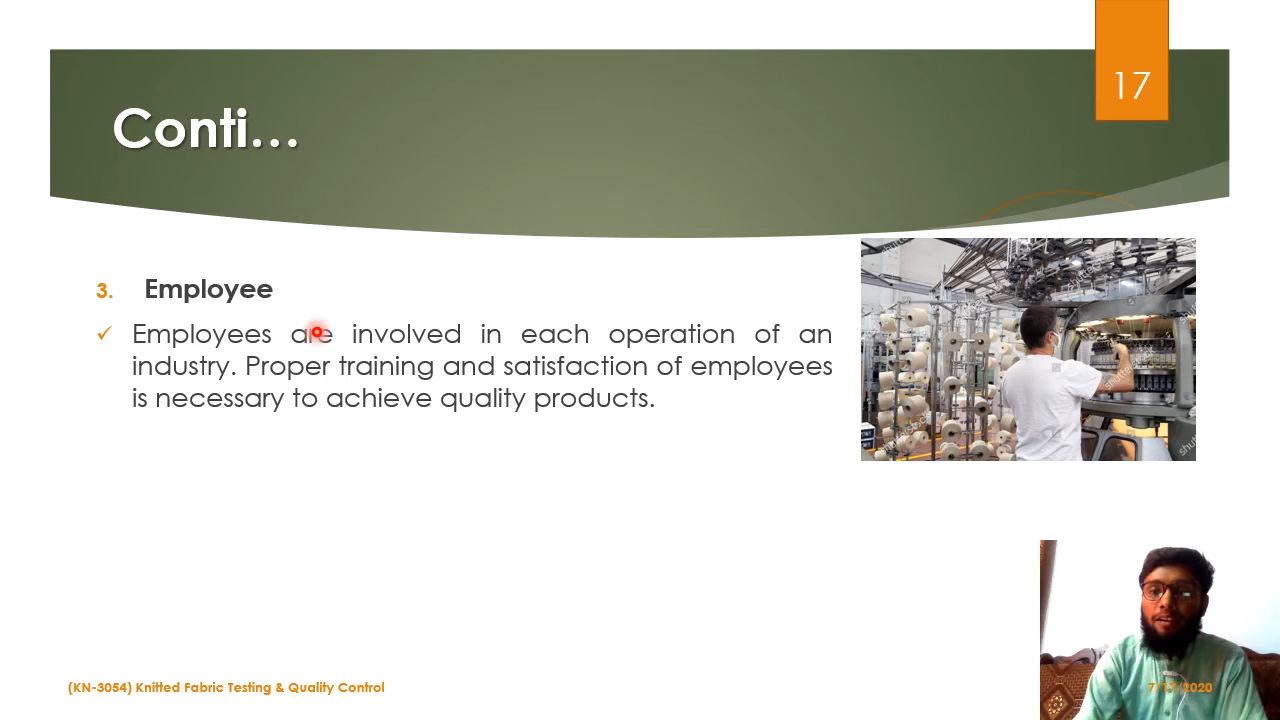 17
Conti...
3. Employee
✓ Employees are involved in each operation of an
industry. Proper training and satisfaction of employees
is necessary to achieve quality products.
(KN-3054) Knitted Fabric Testing & Quality Control
7/17/2020